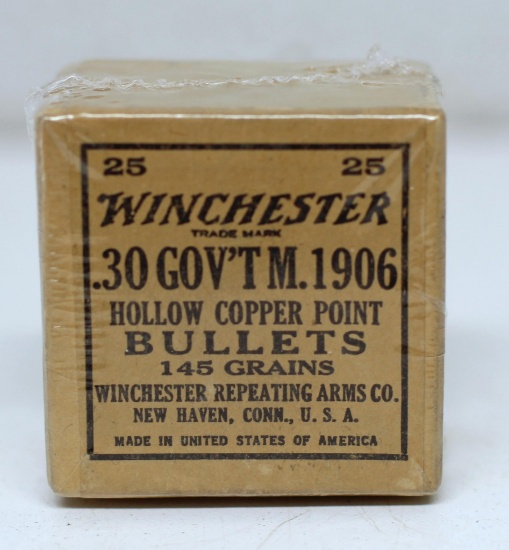 25 25
WINCHESTER
TRADE MARK
.30 GOV'T M. 1906
HOLLOW COPPER POINT
BULLETS
145 GRAINS
WINCHESTER REPEATING ARMS CO.
NEW HAVEN, CONN., U. S. A.
MADE IN UNITED STATES OF AMERICA